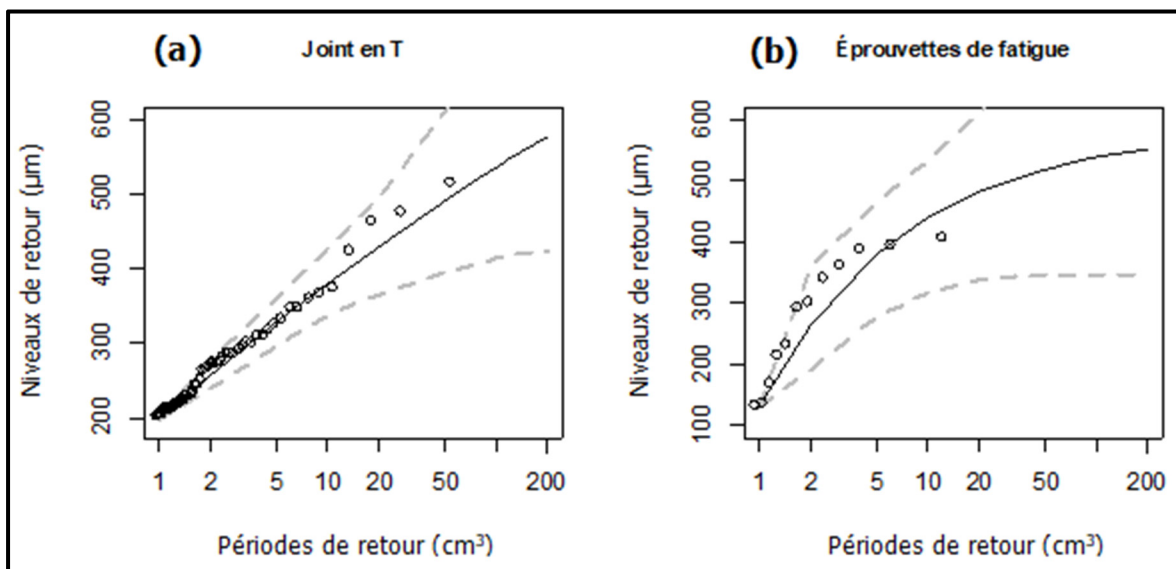 (a) Joint en T
600
500
400
300
200
Niveaux de retour (µm)
1 2 5 10 20 50 200
Périodes de retour (cm³)
(b) Éprouvettes de fatigue
600
500
400
300
200
100
Niveaux de retour (µm)
1 2 5 10 20 50 200
Périodes de retour (cm³)